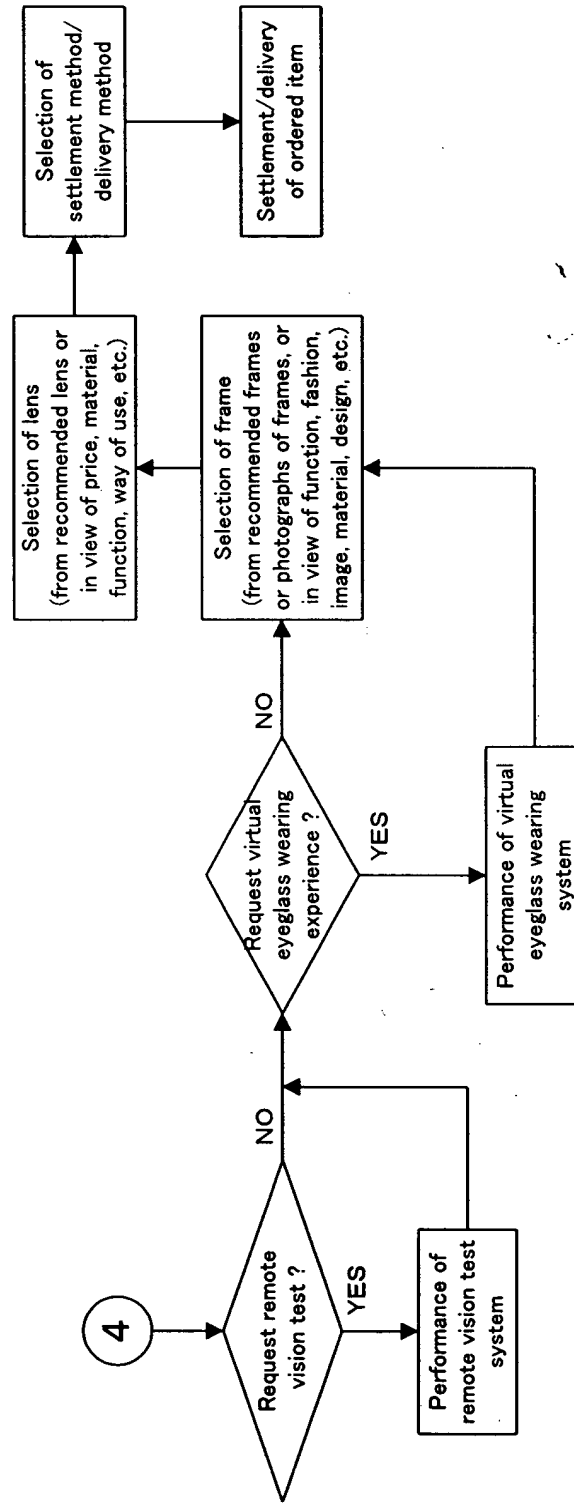 4
Request remote
vision test ?
NO
YES
Performance of
remote vision test
system
Request virtual
eyeglass wearing
experience ?
NO
YES
Performance of virtual
eyeglass wearing
system
Selection of frame
(from recommended frames
or photographs of frames, or
in view of function, fashion,
image, material, design, etc.)
Selection of lens
(from recommended lens or
in view of price, material,
function, way of use, etc.)
Selection of
settlement method/
delivery method
Settlement/delivery
of ordered item